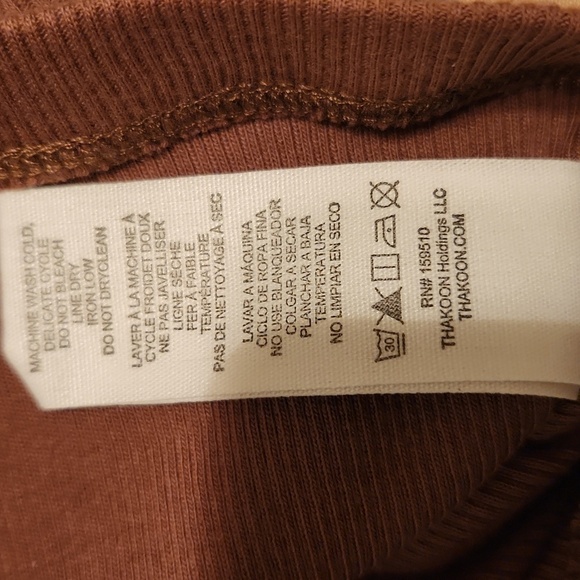 MACHINE WASH COLD,
DELICATE CYCLE
DO NOT BLEACH
LINE DRY
IRON LOW
DO NOT DRYCLEAN
LAVER À LA MACHINE À
CYCLE FROIDET DOUX
NE PAS JAVELLISER
LIGNE SÈCHE
FER À FAIBLE
TEMPERATURE
PAS DE NETTOYAGE À SEC
LAVAR A MÁQUINA
CICLO DE ROPA FINA
NO USE BLANQUEADOR
COLGAR A SECAR
PLANCHAR A BAJA
TEMPERATURA
NO LIMPIAR EN SECO
30
RN# 159510
THAKOON Holdings LLC
THAKOON.COM